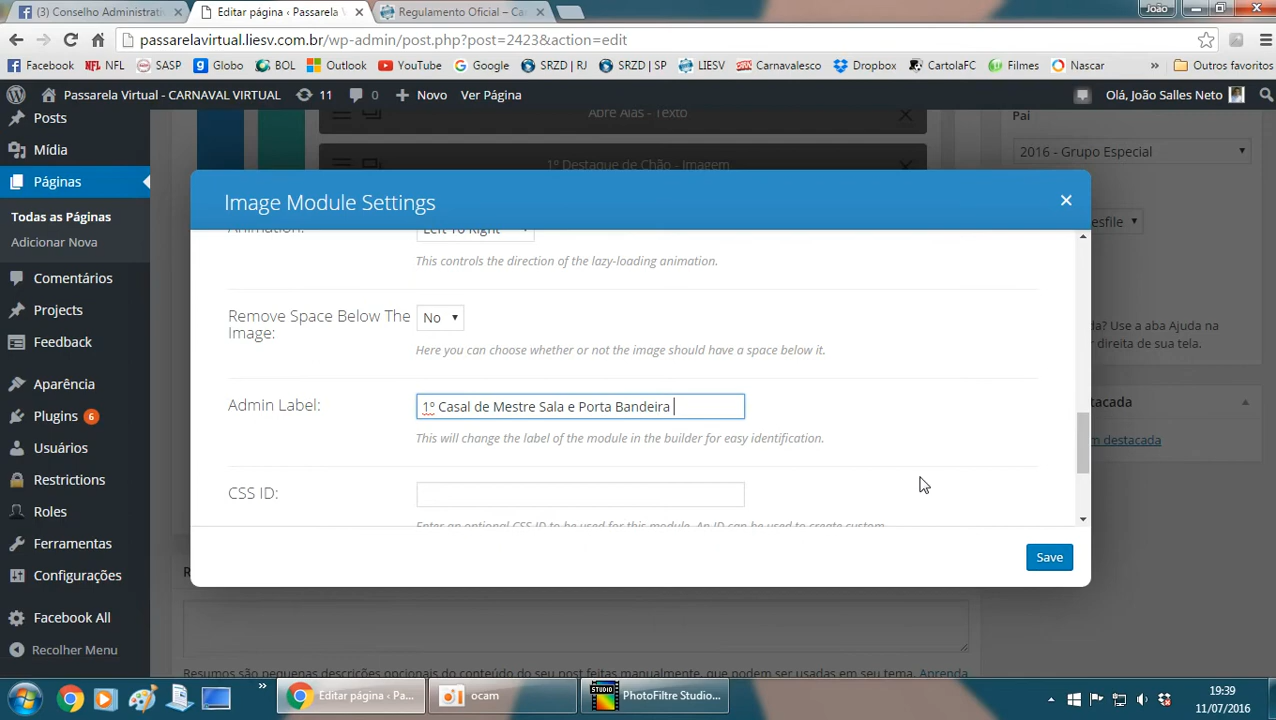 (3) Conselho Administrati
Editar página ‹ Passarela V
Regulamento Oficial – Ca
João
passarelavirtual.liesv.com.br/wp-admin/post.php?post=2423&action=edit
Facebook NFL SASP Globo BOL Outlook YouTube Google SRZD | RJ SRZD | SP LIESV Carnavalesco Dropbox CartolaFC Filmes Nascar » Outros favoritos
Passarela Virtual - CARNAVAL VIRTUAL 11 0 Novo Ver Página Olá, João Salles Neto
Posts
Mídia
Páginas
Todas as Páginas
Adicionar Nova
Comentários
Projects
Feedback
Aparência
Plugins 6
Usuários
Restrictions
Roles
Ferramentas
Configurações
Facebook All
Recolher Menu
Abre Alas - Texto
1º Destaque de Chão - Imagem
Pai
2016 - Grupo Especial
esfile
da? Use a aba Ajuda na
direita de sua tela.
tacada
m destacada
Image Module Settings
Animation:
Left To Right
This controls the direction of the lazy-loading animation.
Remove Space Below The
Image:
No
Here you can choose whether or not the image should have a space below it.
Admin Label:
1º Casal de Mestre Sala e Porta Bandeira
This will change the label of the module in the builder for easy identification.
CSS ID:
Enter an optional CSS ID to be used for this module. An ID can be used to create custom
Save
R
Resumos são pequenas descrições opcionais do conteúdo do seu post feitas manualmente, que podem ser usadas em seu tema. Aprenda
»
Editar página ‹ Pa...
ocam
STUDIO
PhotoFiltre Studio...
19:39
11/07/2016